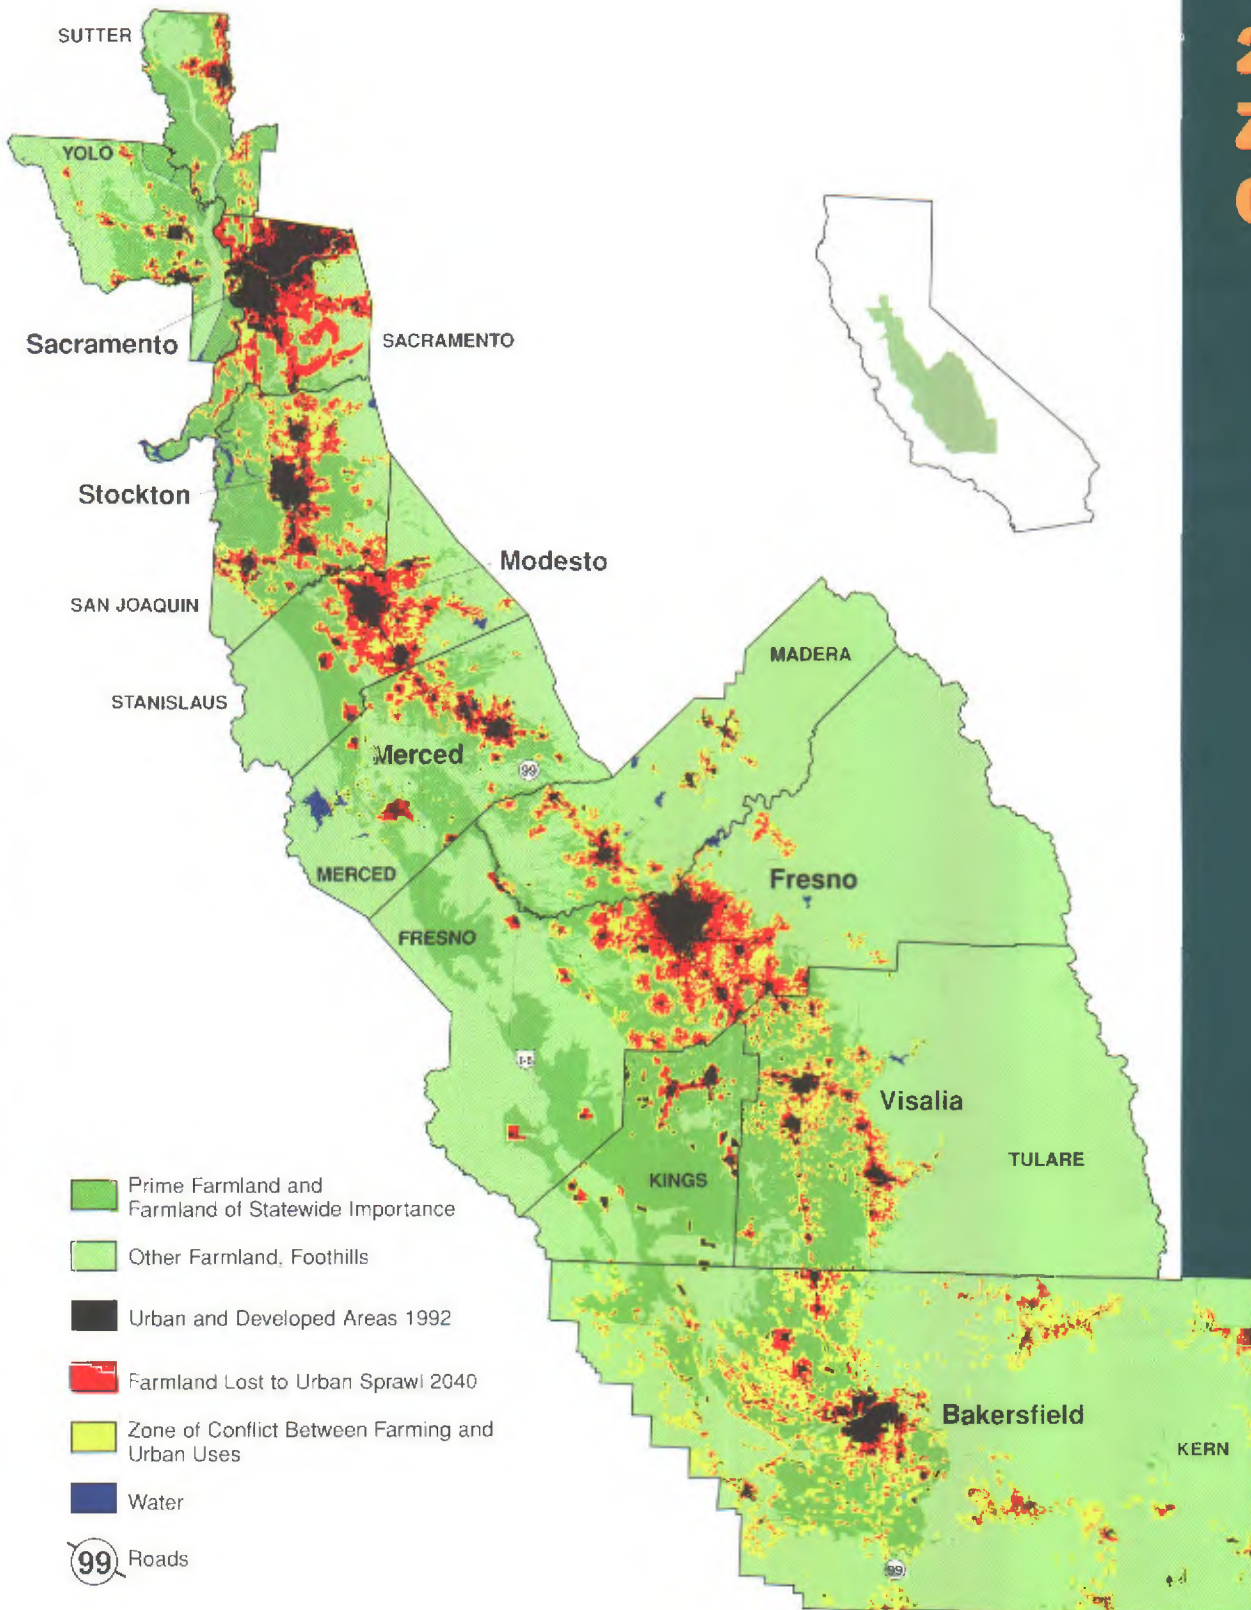 SUTTER
YOLO
Sacramento
SACRAMENTO
Stockton
Modesto
SAN JOAQUIN
STANISLAUS
MADERA
Merced
99
MERCED
Fresno
FRESNO
I-5
Visalia
TULARE
KINGS
Prime Farmland and
Farmland of Statewide Importance
Other Farmland, Foothills
Urban and Developed Areas 1992
Farmland Lost to Urban Sprawl 2040
Zone of Conflict Between Farming and
Urban Uses
Water
99 Roads
Bakersfield
KERN
99